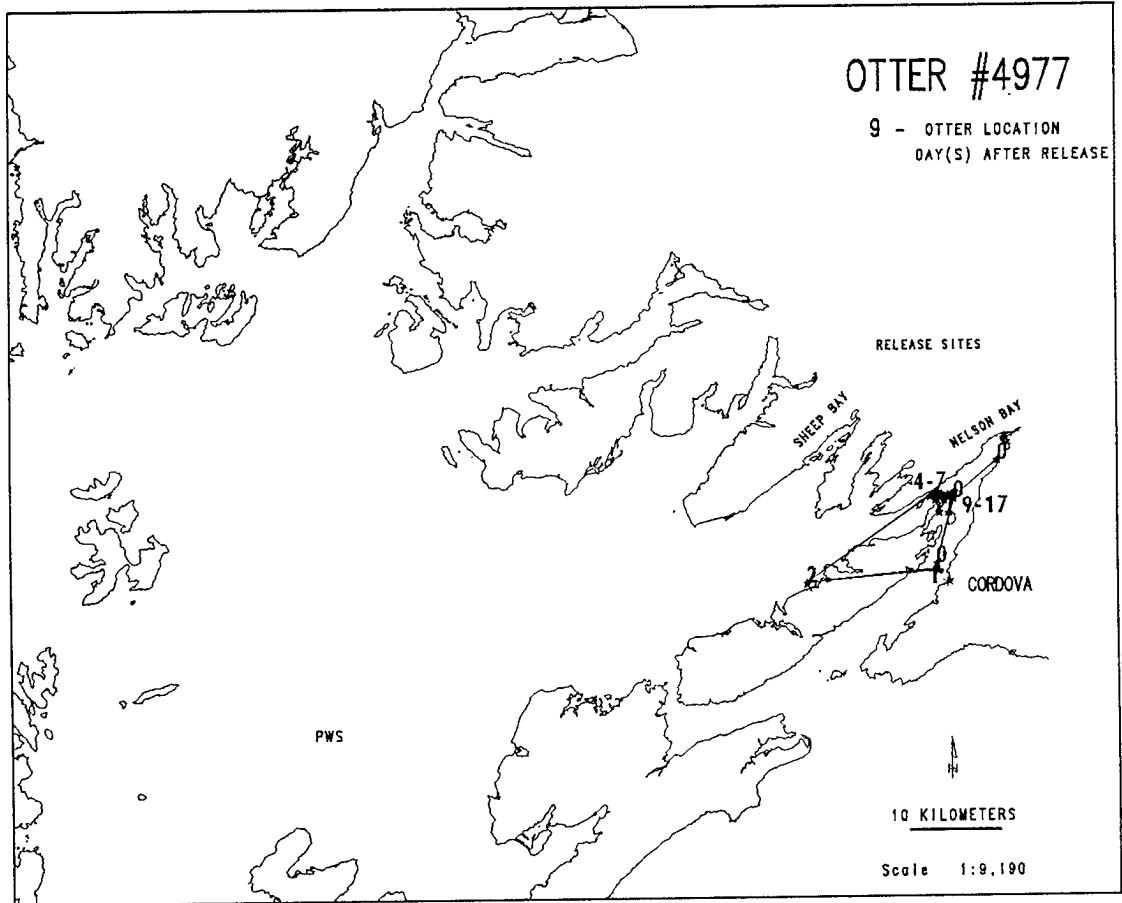 OTTER #4977
9 - OTTER LOCATION
DAY(S) AFTER RELEASE
RELEASE SITES
SHEEP BAY
NELSON BAY
0
4-7
0
9-17
0
1
2
CORDOVA
PWS
10 KILOMETERS
Scale 1:9,190